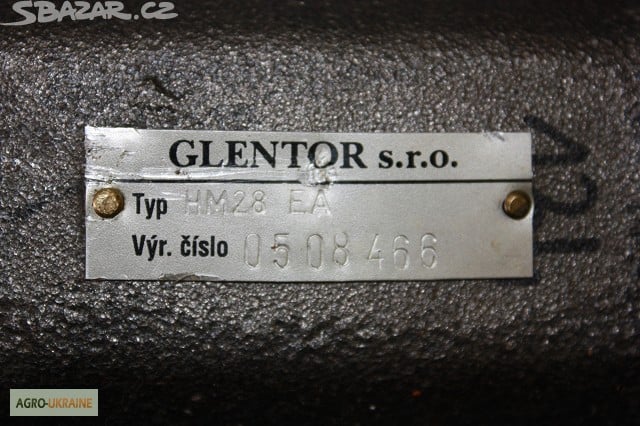 SBAZAR.CZ
GLENTOR s.r.o.
Typ HM28 EA
Výr. číslo 0508466
AGRO-UKRAINE